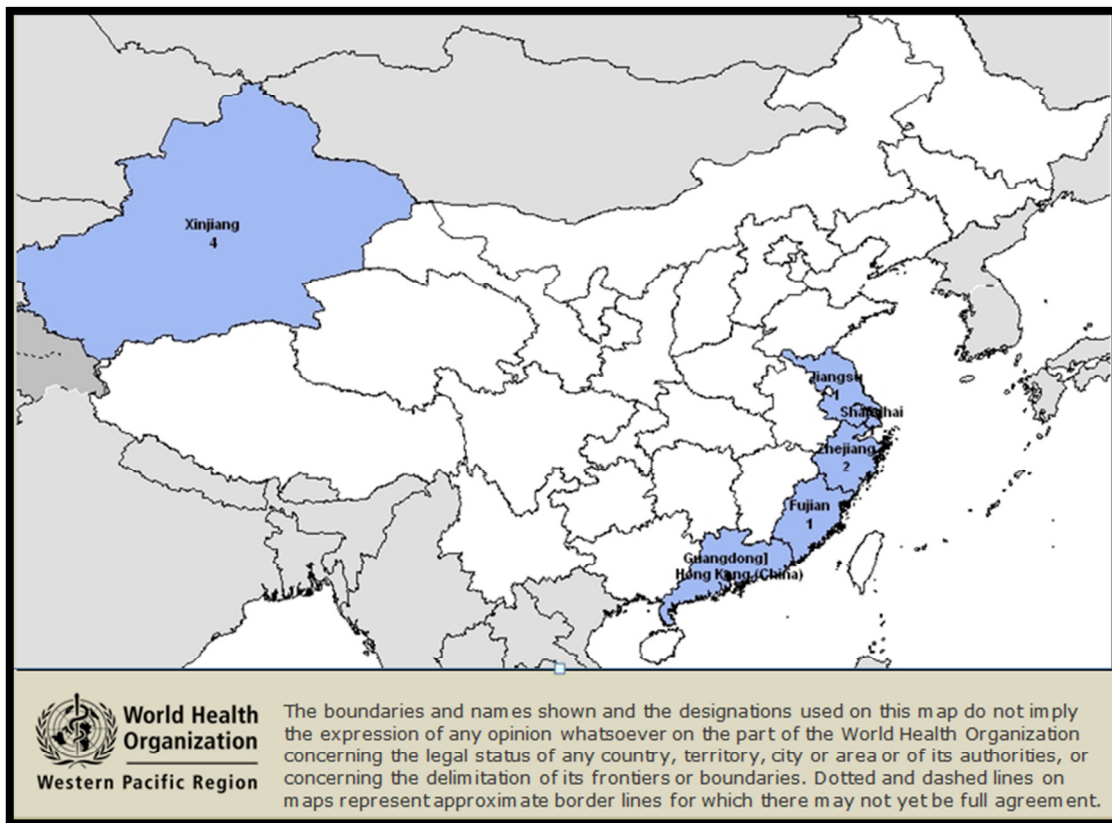 Xinjiang
4
Jiangsu
1
Shanghai
Zhejiang
2
Fujian
1
Guangdong]
Hong Kong (China)
World Health
Organization
Western Pacific Region
The boundaries and names shown and the designations used on this map do not imply
the expression of any opinion whatsoever on the part of the World Health Organization
concerning the legal status of any country, territory, city or area or of its authorities, or
concerning the delimitation of its frontiers or boundaries. Dotted and dashed lines on
maps represent approximate border lines for which there may not yet be full agreement.